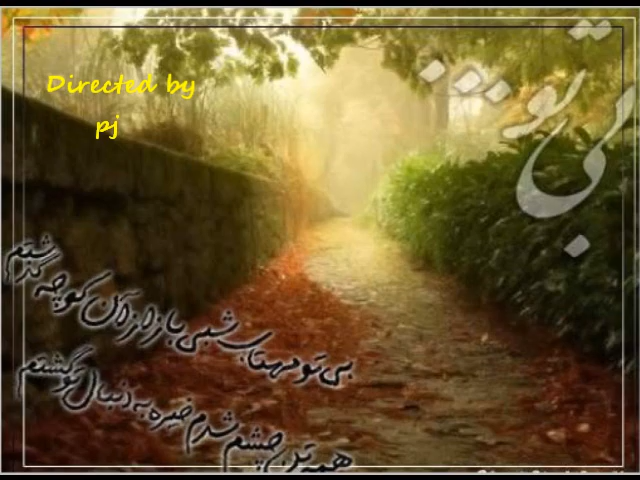 Directed by
pj
بی تو...
بی تو مهتاب شبی باز از آن کوچه گذشتم
همه تن چشم شدم خیره به دنبال تو گشتم